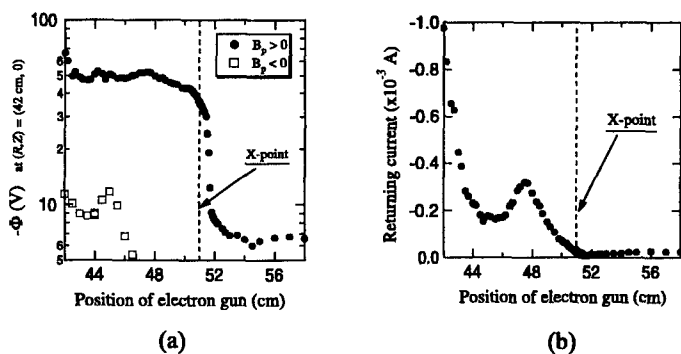 (a)
100
8
6
4
2
10
8
6
5
-Φ (V) at (R,Z) = (42 cm, 0)
B_p > 0
B_p < 0
X-point
44
48
52
56
Position of electron gun (cm)
(a)
(b)
-1.0
-0.8
-0.6
-0.4
-0.2
0.0
Returning current (x10⁻³ A)
X-point
44
48
52
56
Position of electron gun (cm)
(b)